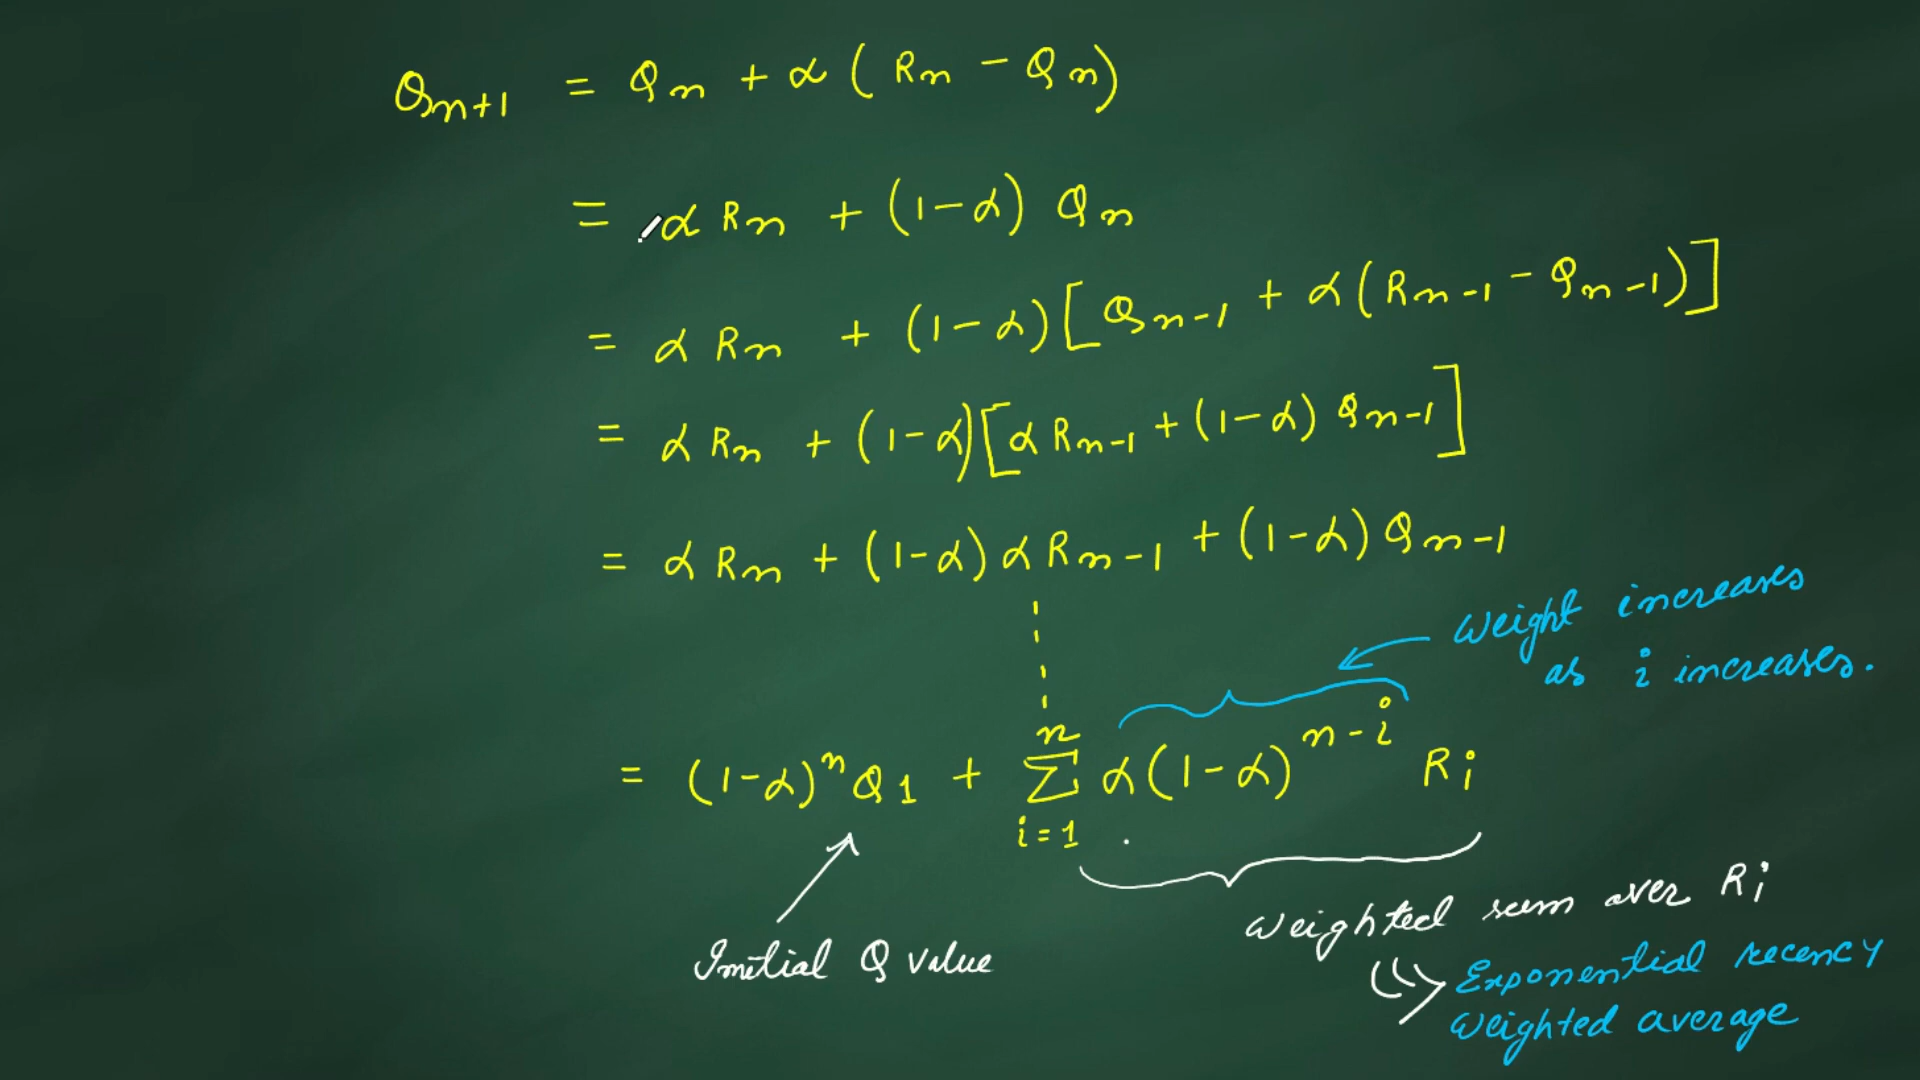 Qn+1 = Qn + α ( Rn − Qn)
= α Rn + (1−α) Qn
= α Rn + (1−α)[ Qn−1 + α(Rn−1 − Qn−1)]
= α Rn + (1−α)[α Rn−1 + (1−α) Qn−1]
= α Rn + (1−α) α Rn−1 + (1−α) Qn−1
Weight increases
as i increases.
= (1−α)ⁿ Q1 + n∑i=1 α(1−α)^n−i Ri
Initial Q value
Weighted sum over Ri
Exponential recency
weighted average